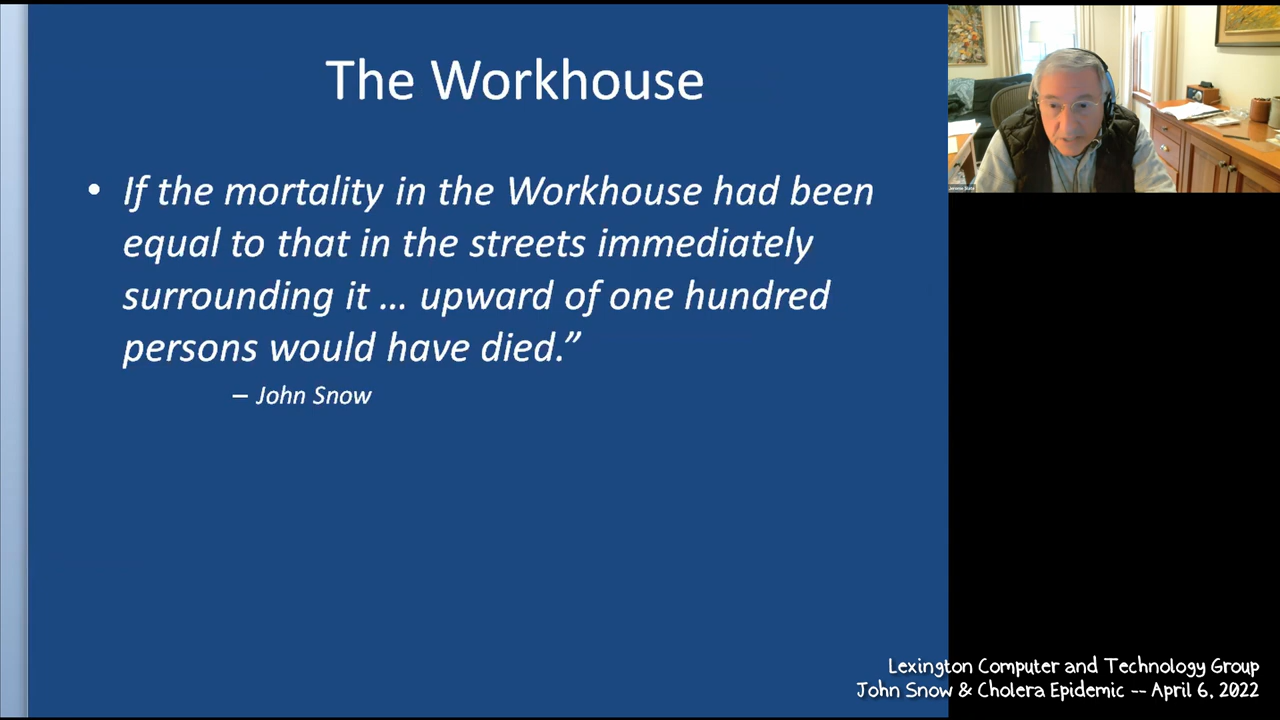 The Workhouse
• If the mortality in the Workhouse had been
equal to that in the streets immediately
surrounding it … upward of one hundred
persons would have died.”
– John Snow
Lexington Computer and Technology Group
John Snow & Cholera Epidemic -- April 6, 2022